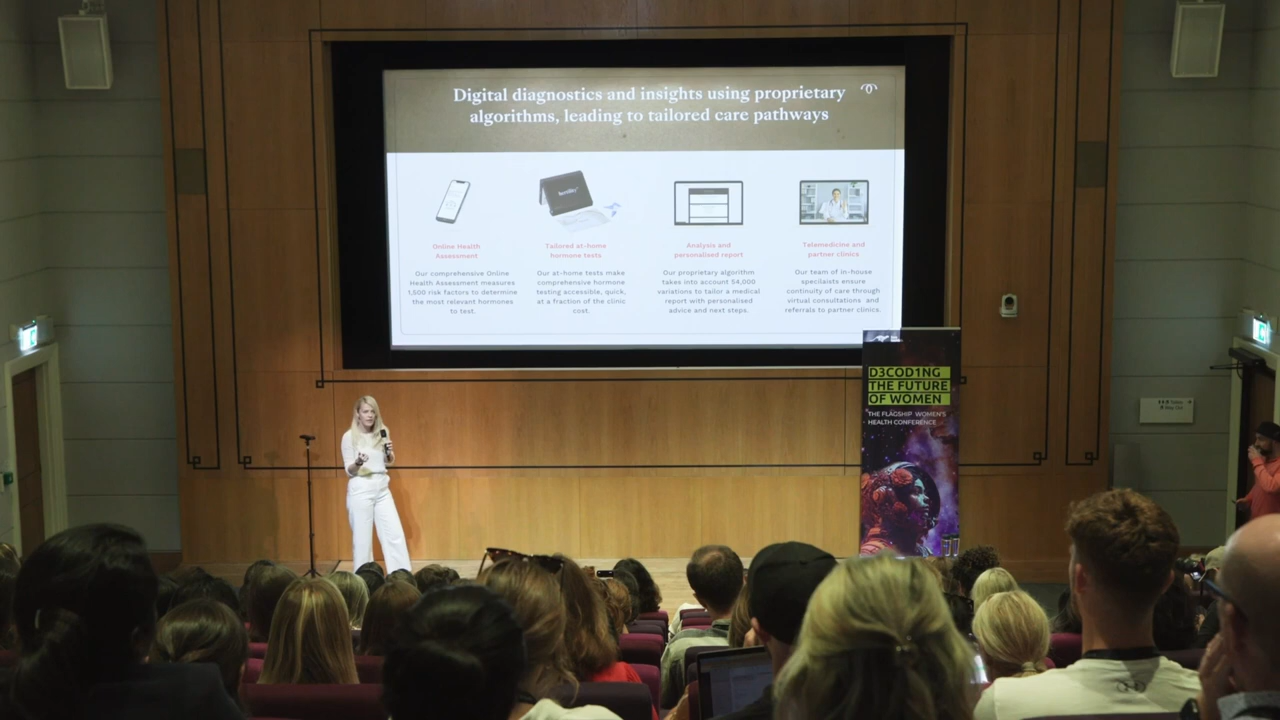 Digital diagnostics and insights using proprietary
algorithms, leading to tailored care pathways
Online Health
Assessment
Our comprehensive Online
Health Assessment measures
1,500 risk factors to determine
the most relevant hormones
to test.
Tailored at-home
hormone tests
Our at-home tests make
comprehensive hormone
testing accessible, quick,
at a fraction of the clinic
cost.
Analysis and
personalised report
Our proprietary algorithm
takes into account 54,000
variations to tailor a medical
report with personalised
advice and next steps.
Telemedicine and
partner clinics
Our team of in-house
specilaists ensure
continuity of care through
virtual consultations and
referrals to partner clinics.
D3COD1NG
THE FUTURE
OF WOMEN
THE FLAGSHIP WOMEN'S
HEALTH CONFERENCE